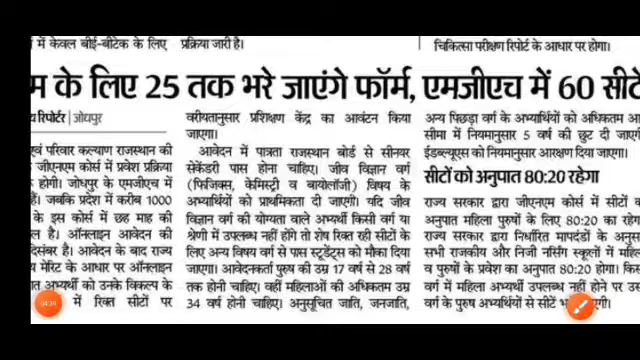 में केवल बीई-बीटेक के लिए
प्रक्रिया जारी है।
चिकित्सा परीक्षण रिपोर्ट के आधार पर होगा।
म के लिए 25 तक भरे जाएंगे फॉर्म, एमजीएच में 60 सीटें
रिपोर्टर | जोधपुर
एवं परिवार कल्याण राजस्थान की
जीएनएम कोर्स में प्रवेश प्रक्रिया
होगी। जोधपुर के एमजीएच में
हैं। जबकि प्रदेश में करीब 1000
के इस कोर्स में छह माह की
ल है। ऑनलाइन आवेदन की
दिसंबर है। आवेदन के बाद राज्य
मेरिट के आधार पर ऑनलाइन
अभ्यर्थी को उनके विकल्प के
04:39 में रिक्त सीटों पर
वरीयतानुसार प्रशिक्षण केंद्र का आवंटन किया
जाएगा।
आवेदन में पात्रता राजस्थान बोर्ड से सीनयर
सेकेंडरी पास होना चाहिए। जीव विज्ञान वर्ग
(फिजिक्स, केमिस्ट्री व बायोलॉजी) विषय के
अभ्यार्थियों को प्राथमिकता दी जाएगी। यदि जीव
विज्ञान वर्ग की योग्यता वाले अभ्यर्थी किसी वर्ग या
श्रेणी में उपलब्ध नहीं होंगे तो शेष रिक्त रही सीटों के
लिए अन्य विषय वर्ग से पास स्टूडेंट्स को मौका दिया
जाएगा। आवेदनकर्ता पुरुष की उम्र 17 वर्ष से 28 वर्ष
तक होनी चाहिए। वहीं महिलाओं की अधिकतम उम्र
34 वर्ष होनी चाहिए। अनुसूचित जाति, जनजाति,
अन्य पिछड़ा वर्ग के अभ्यार्थियों को अधिकतम आ
सीमा में नियमानुसार 5 वर्ष की छुट दी जाएगी
ईडब्ल्यूएस को नियमानुसार आरक्षण दिया जाएगा।
सीटों को अनुपात 80:20 रहेगा
राज्य सरकार द्वारा जीएनएम कोर्स में सीटों क
अनुपात महिला पुरुषों के लिए 80:20 का रहे
राज्य सरकार द्वारा निर्धारित मापदंडों के अनुसा
सभी राजकीय और निजी नर्सिंग स्कूलों में महिल
व पुरुषों के प्रवेश का अनुपात 80:20 होगा। किस
वर्ग में महिला अभ्यर्थी उपलब्ध नहीं होने पर उस
वर्ग के पुरुष अभ्यर्थियों से सीटें